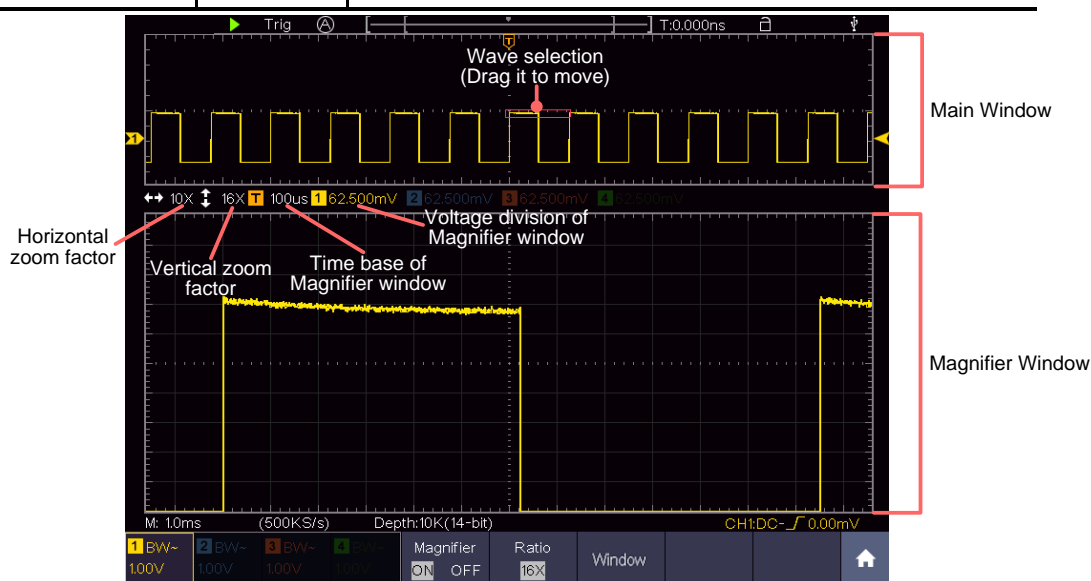 Trig A T:0.000ns
T
Wave selection
(Drag it to move)
Main Window
1
10X 16X T 100us 1 62.500mV 2 62.500mV 3 62.500mV 4 62.500mV
Voltage division of
Magnifier window
Horizontal
zoom factor
Vertical zoom
factor
Time base of
Magnifier window
Magnifier Window
M: 1.0ms (500KS/s) Depth:10K(14-bit) CH1:DC- 0.00mV
1 BW~ 2 BW~ 3 BW~ 4 BW~ Magnifier Ratio
1.00V 1.00V 1.00V 1.00V ON OFF 16X Window